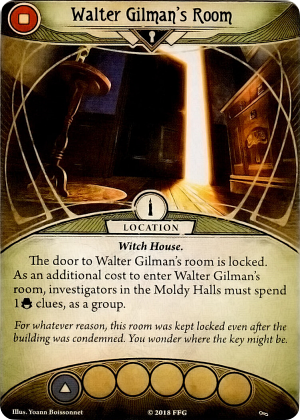 Walter Gilman's Room
LOCATION
Witch House.
The door to Walter Gilman's room is locked.
As an additional cost to enter Walter Gilman's
room, investigators in the Moldy Halls must spend
1 clues, as a group.
For whatever reason, this room was kept locked even after the
building was condemned. You wonder where the key might be.
Illus. Yoann Boissonnet
© 2018 FFG